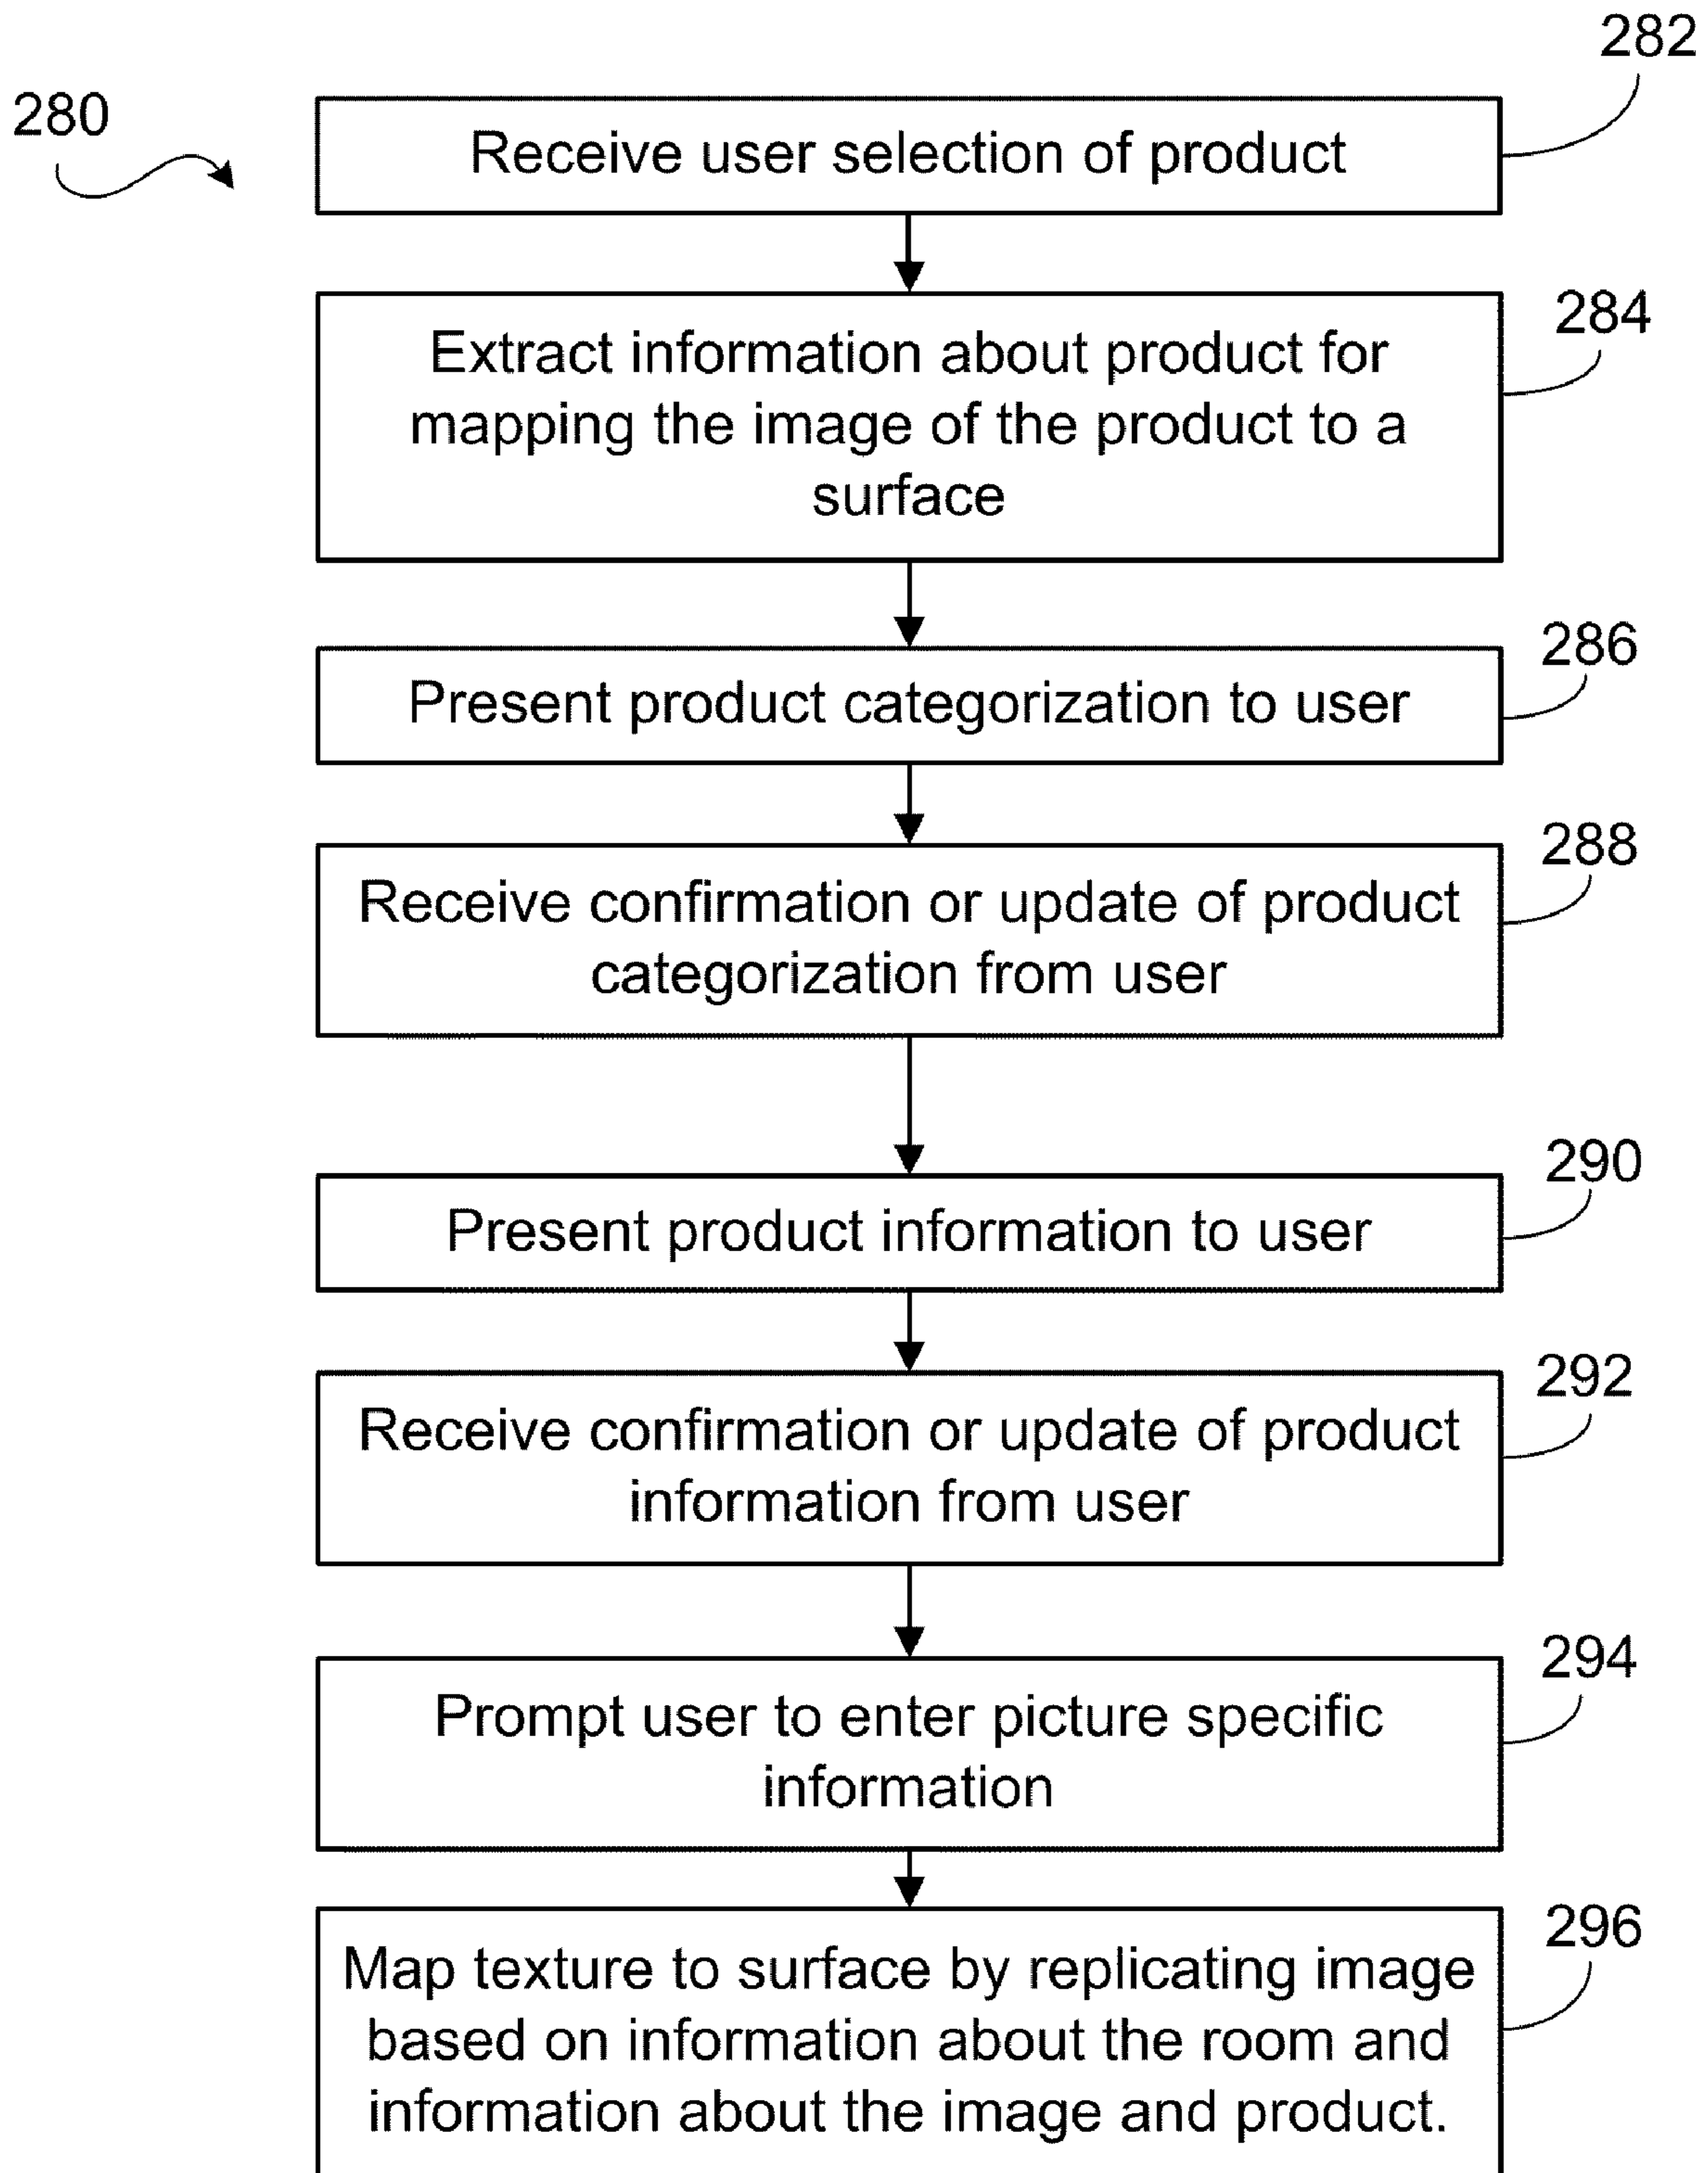 282
280
Receive user selection of product
284
Extract information about product for
mapping the image of the product to a
surface
286
Present product categorization to user
288
Receive confirmation or update of product
categorization from user
290
Present product information to user
292
Receive confirmation or update of product
information from user
294
Prompt user to enter picture specific
information
296
Map texture to surface by replicating image
based on information about the room and
information about the image and product.